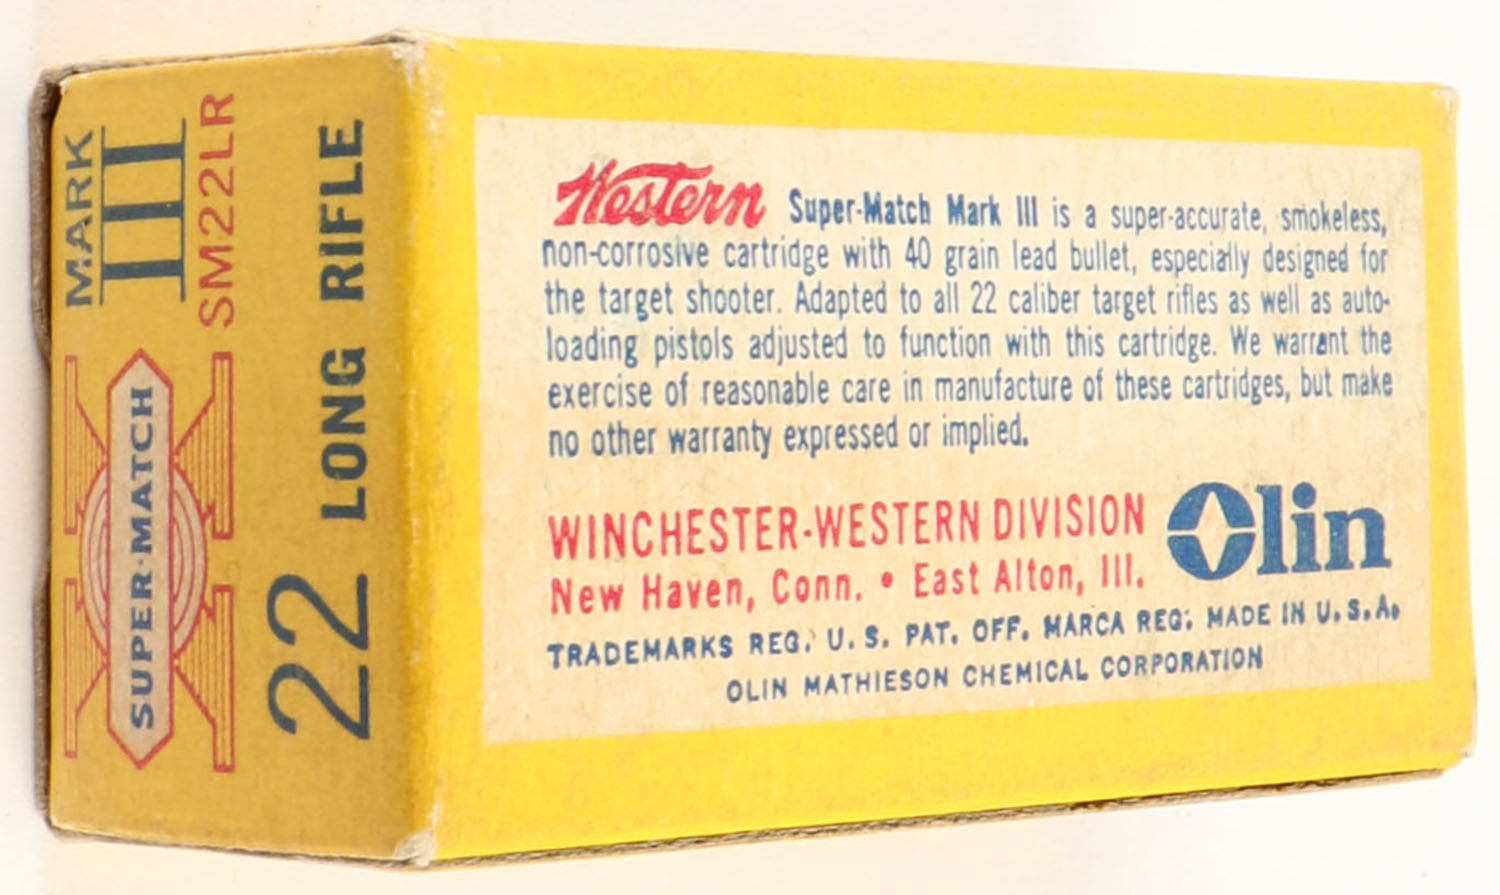 MARK
III
SM22LR
SUPER-MATCH
22 LONG RIFLE
Western Super-Match Mark III is a super-accurate, smokeless,
non-corrosive cartridge with 40 grain lead bullet, especially designed for
the target shooter. Adapted to all 22 caliber target rifles as well as auto-
loading pistols adjusted to function with this cartridge. We warrant the
exercise of reasonable care in manufacture of these cartridges, but make
no other warranty expressed or implied.
WINCHESTER-WESTERN DIVISION
New Haven, Conn. • East Alton, Ill.
Olin
TRADEMARKS REG. U. S. PAT. OFF. MARCA REG. MADE IN U.S.A.
OLIN MATHIESON CHEMICAL CORPORATION